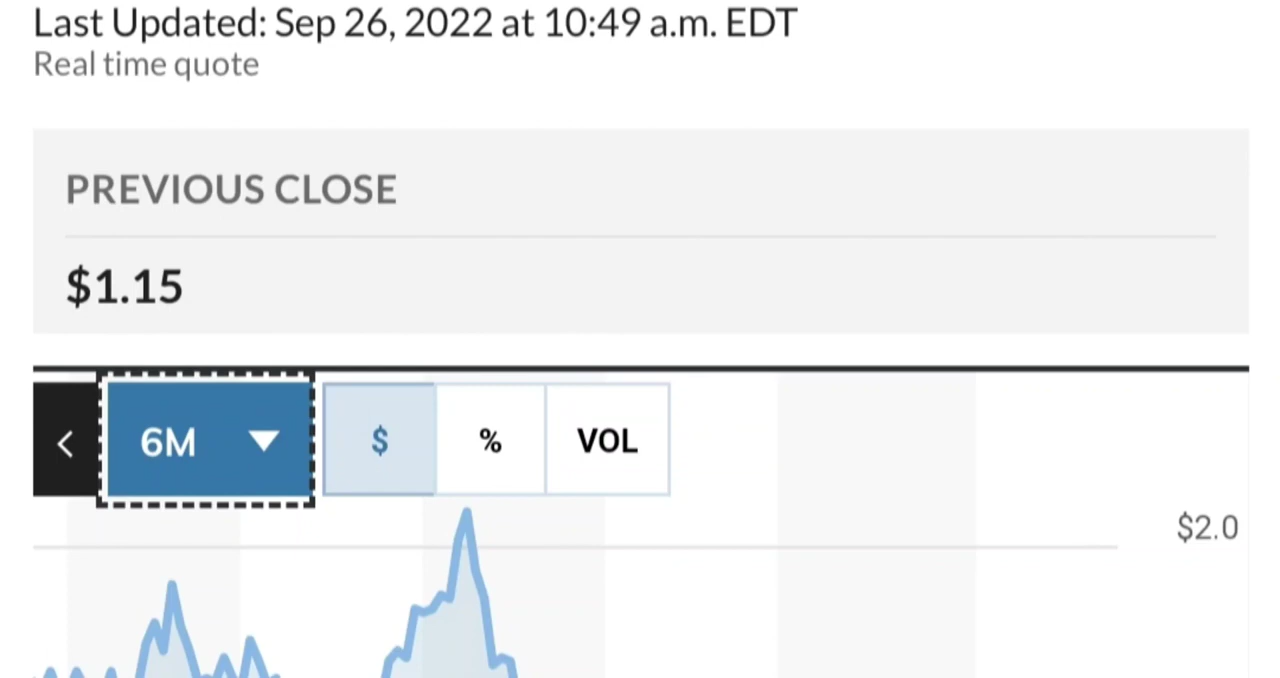 Last Updated: Sep 26, 2022 at 10:49 a.m. EDT
Real time quote
PREVIOUS CLOSE
$1.15
6M $ % VOL
$2.0